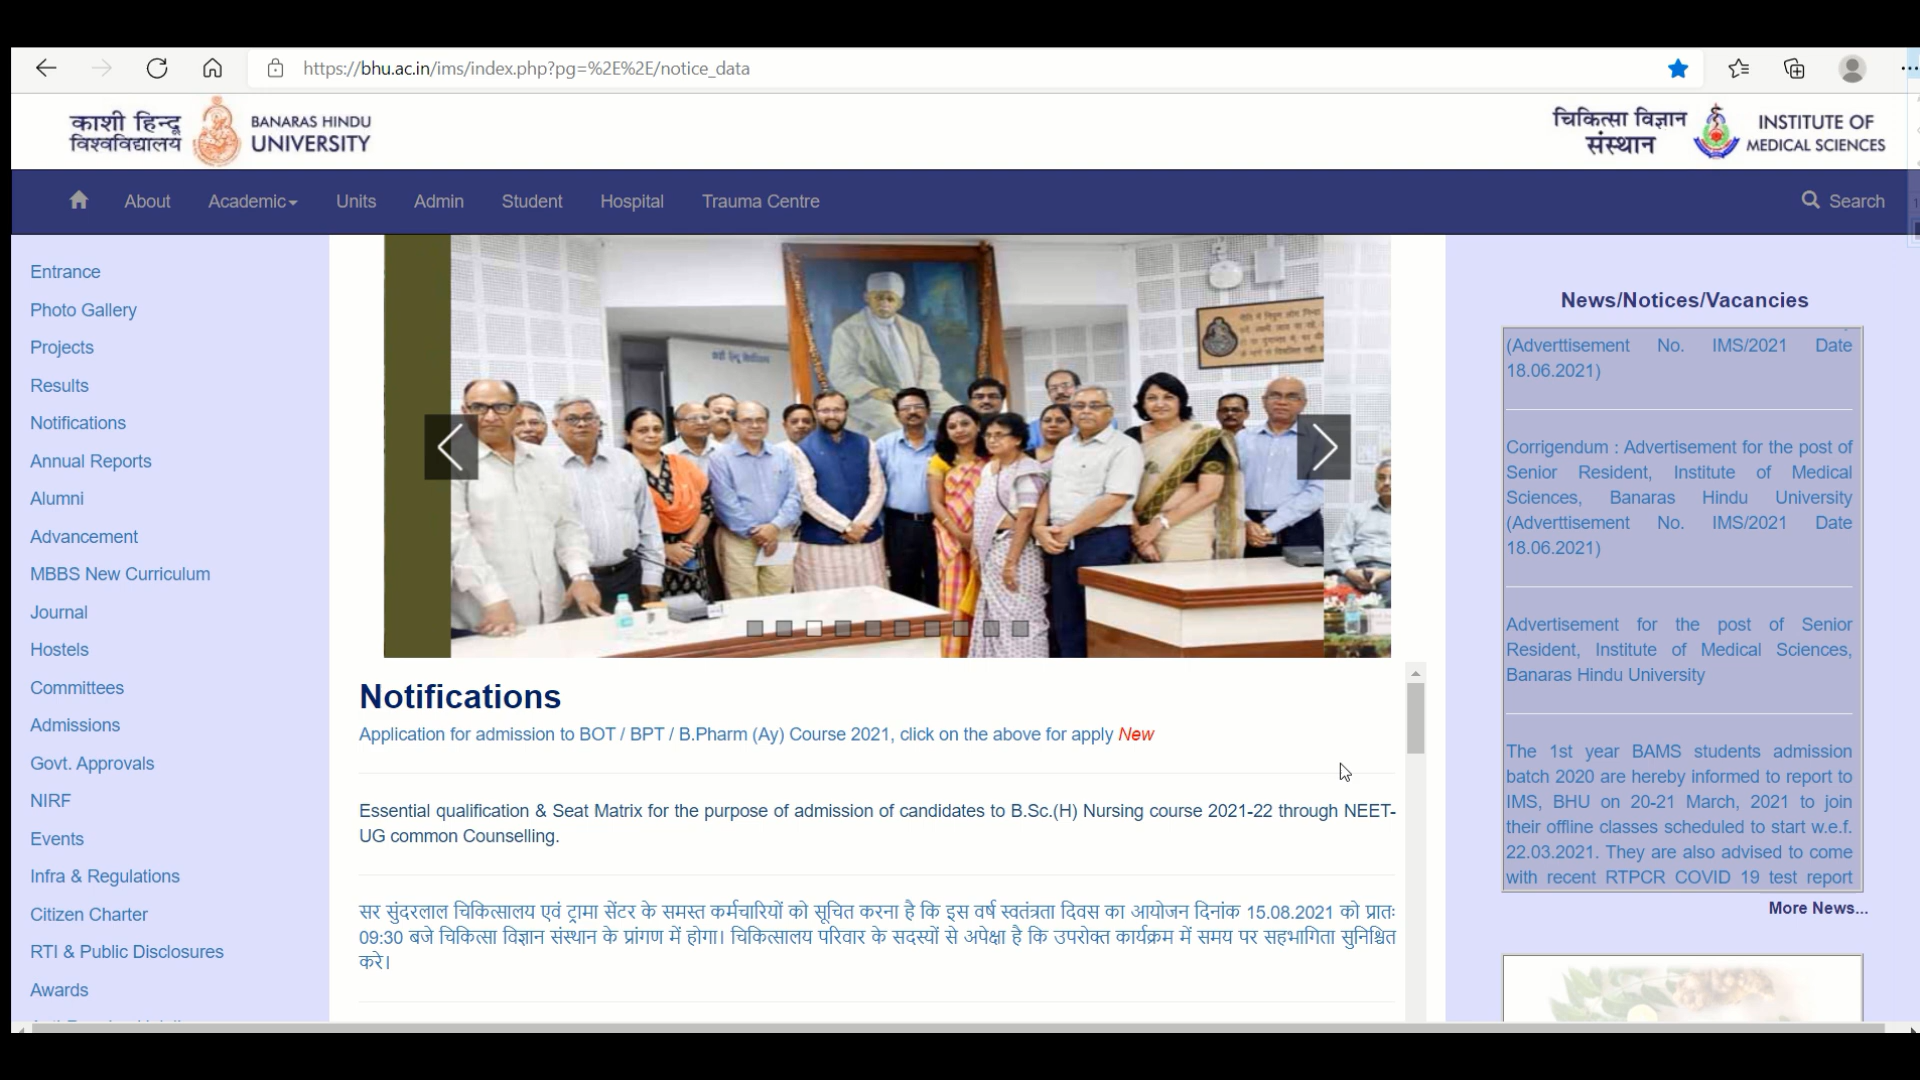 https://bhu.ac.in/ims/index.php?pg=%2E%2E/notice_data
काशी हिन्दू
विश्वविद्यालय
BANARAS HINDU
UNIVERSITY
चिकित्सा विज्ञान
संस्थान
INSTITUTE OF
MEDICAL SCIENCES
About
Academic
Units
Admin
Student
Hospital
Trauma Centre
Search
Entrance
Photo Gallery
Projects
Results
Notifications
Annual Reports
Alumni
Advancement
MBBS New Curriculum
Journal
Hostels
Committees
Admissions
Govt. Approvals
NIRF
Events
Infra & Regulations
Citizen Charter
RTI & Public Disclosures
Awards
Notifications
Application for admission to BOT / BPT / B.Pharm (Ay) Course 2021, click on the above for apply New
Essential qualification & Seat Matrix for the purpose of admission of candidates to B.Sc.(H) Nursing course 2021-22 through NEET-
UG common Counselling.
सर सुंदरलाल चिकित्सालय एवं ट्रामा सेंटर के समस्त कर्मचारियों को सूचित करना है कि इस वर्ष स्वतंत्रता दिवस का आयोजन दिनांक 15.08.2021 को प्रातः
09:30 बजे चिकित्सा विज्ञान संस्थान के प्रांगण में होगा। चिकित्सालय परिवार के सदस्यों से अपेक्षा है कि उपरोक्त कार्यक्रम में समय पर सहभागिता सुनिश्चित
करे।
News/Notices/Vacancies
(Adverttisement No. IMS/2021 Date
18.06.2021)
Corrigendum : Advertisement for the post of
Senior Resident, Institute of Medical
Sciences, Banaras Hindu University
(Adverttisement No. IMS/2021 Date
18.06.2021)
Advertisement for the post of Senior
Resident, Institute of Medical Sciences,
Banaras Hindu University
The 1st year BAMS students admission
batch 2020 are hereby informed to report to
IMS, BHU on 20-21 March, 2021 to join
their offline classes scheduled to start w.e.f.
22.03.2021. They are also advised to come
with recent RTPCR COVID 19 test report
More News...